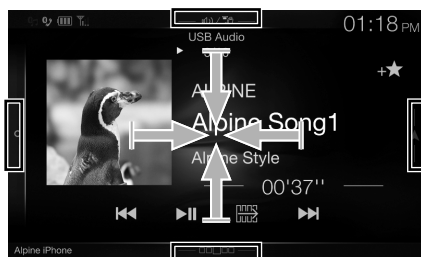 01:18 PM
USB Audio
ALPINE
Alpine Song1
Alpine Style
00'37''
Alpine iPhone